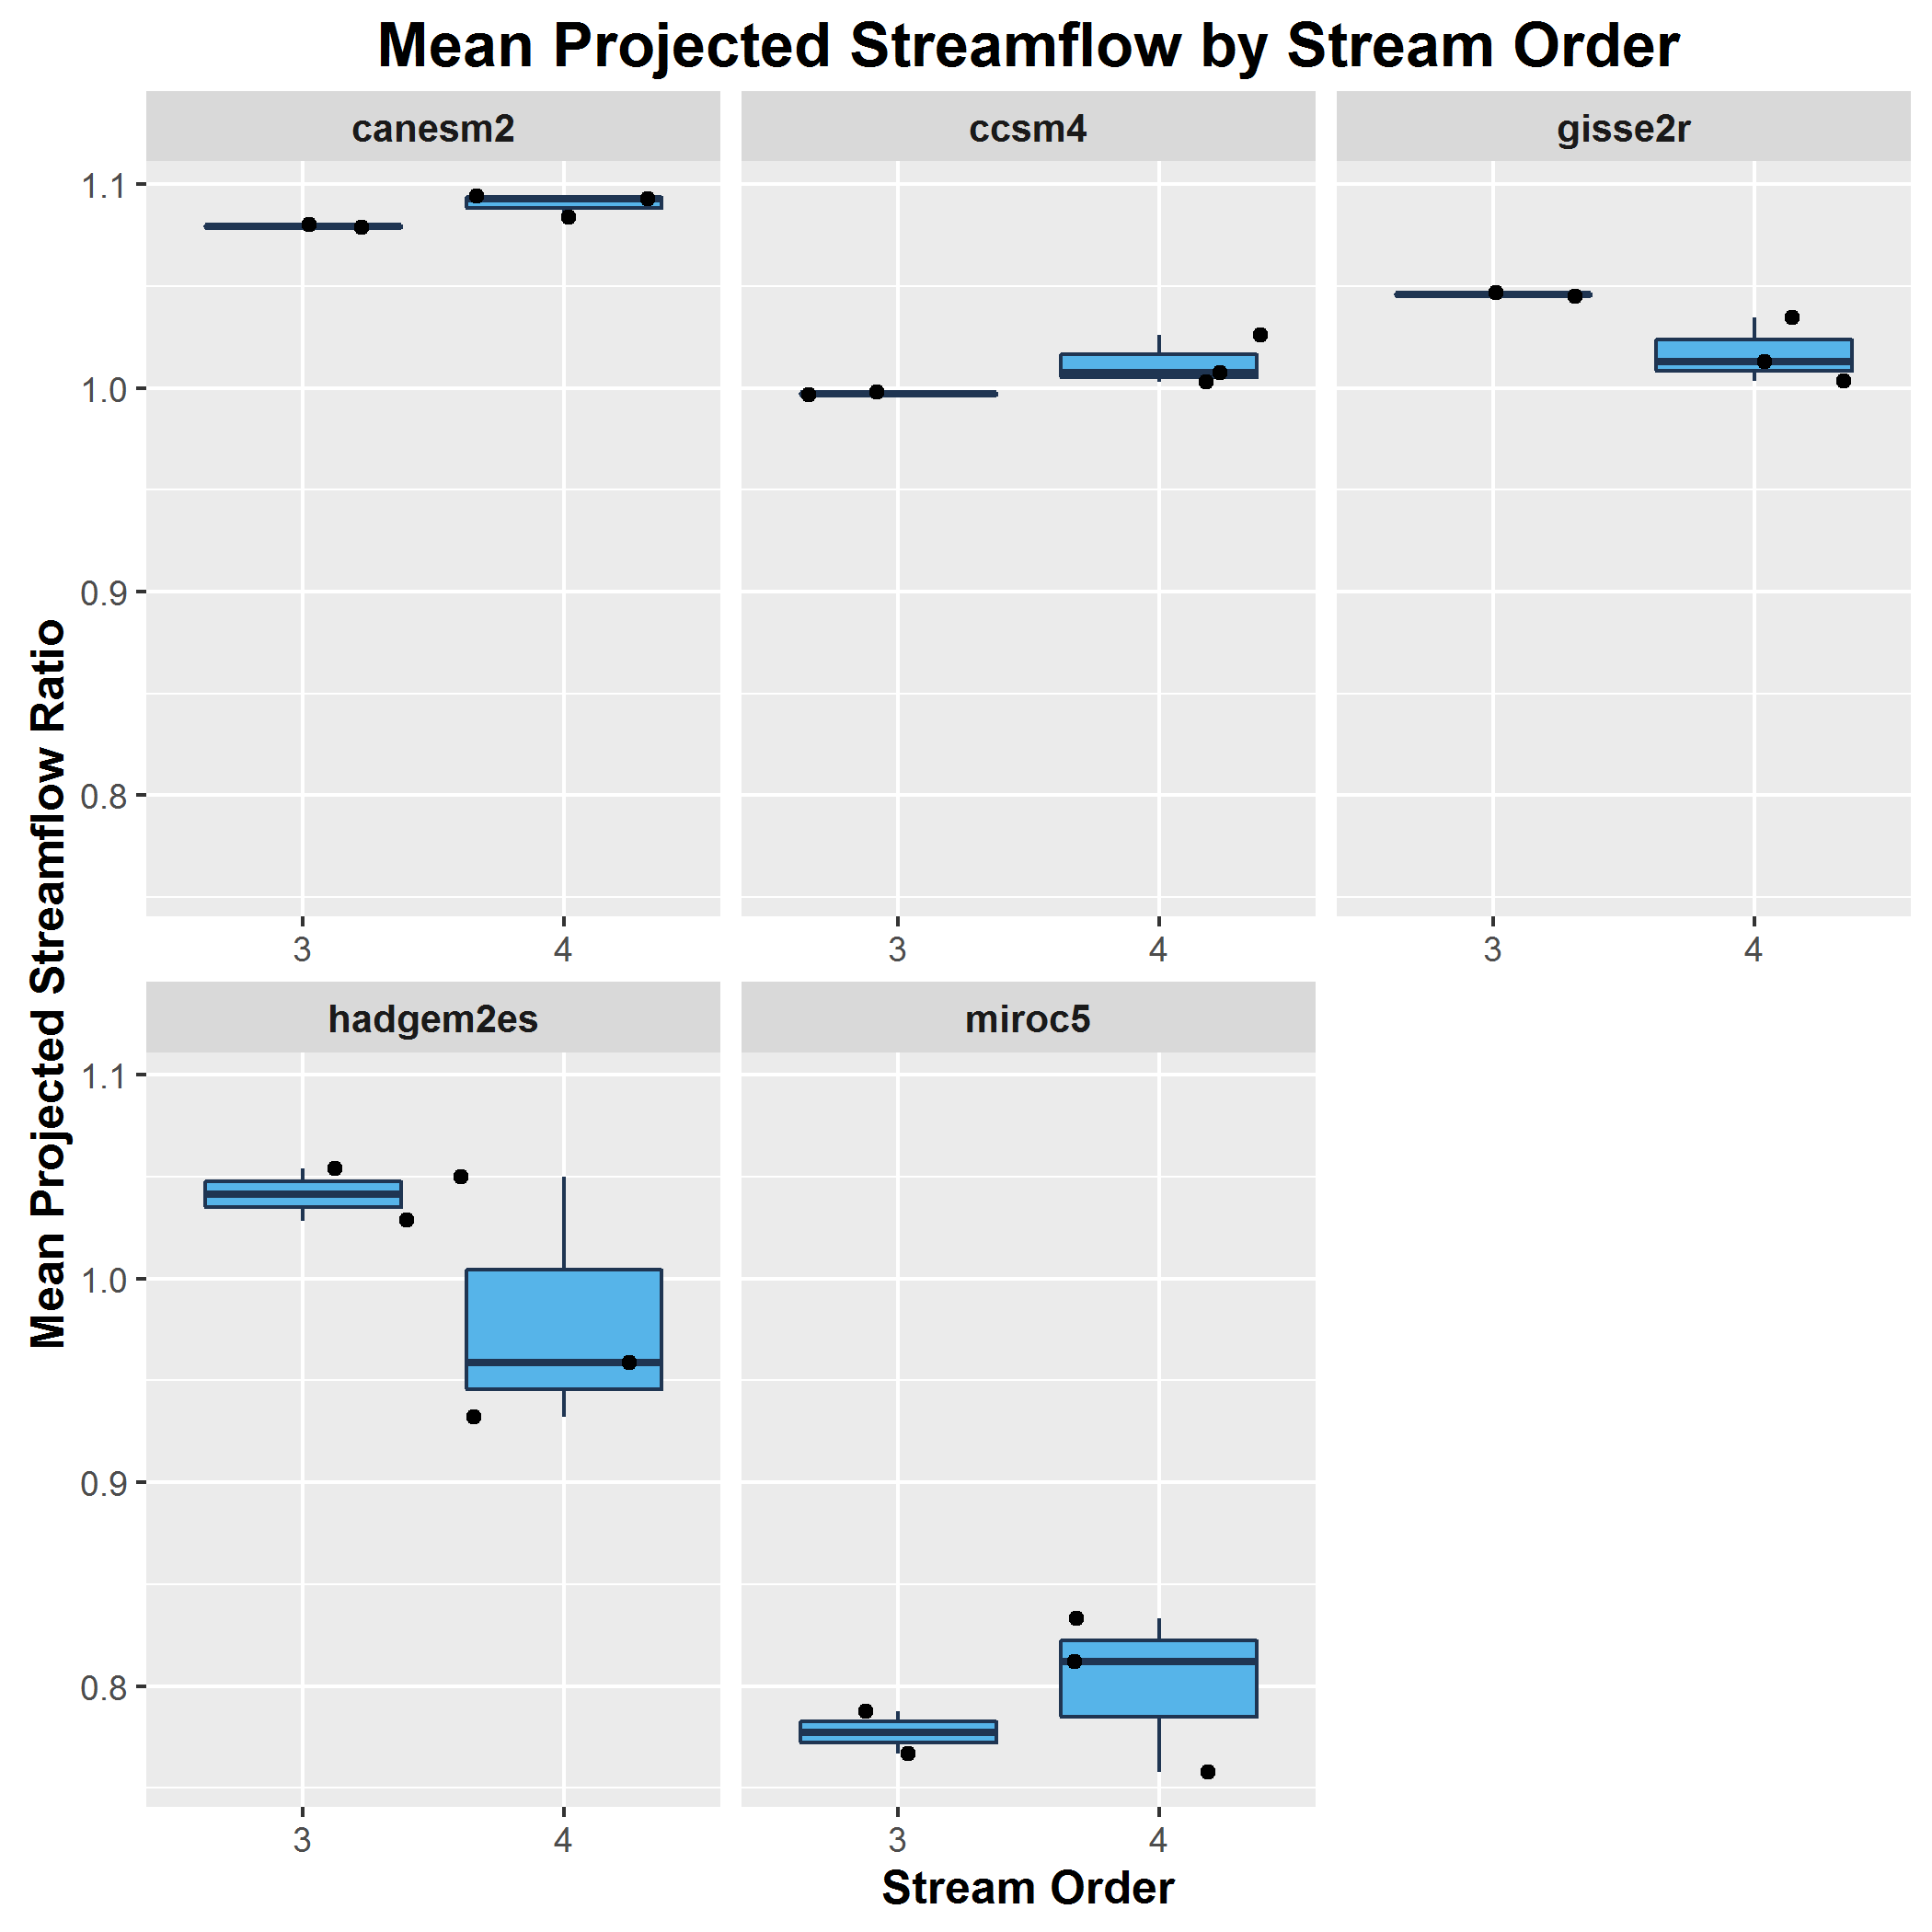 Mean Projected Streamflow by Stream Order
canesm2 ccsm4 gisse2r
1.1
1.0
0.9
0.8
3 4 3 4 3 4
Mean Projected Streamflow Ratio
hadgem2es miroc5
1.1
1.0
0.9
0.8
3 4 3 4
Stream Order